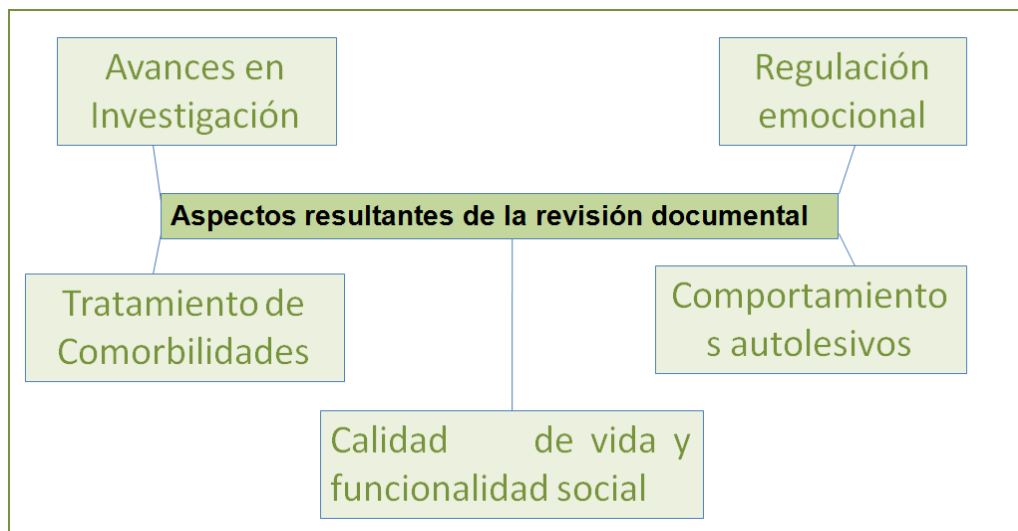 Avances en
Investigación
Regulación
emocional
Aspectos resultantes de la revisión documental
Tratamiento de
Comorbilidades
Comportamiento
s autolesivos
Calidad de vida y
funcionalidad social